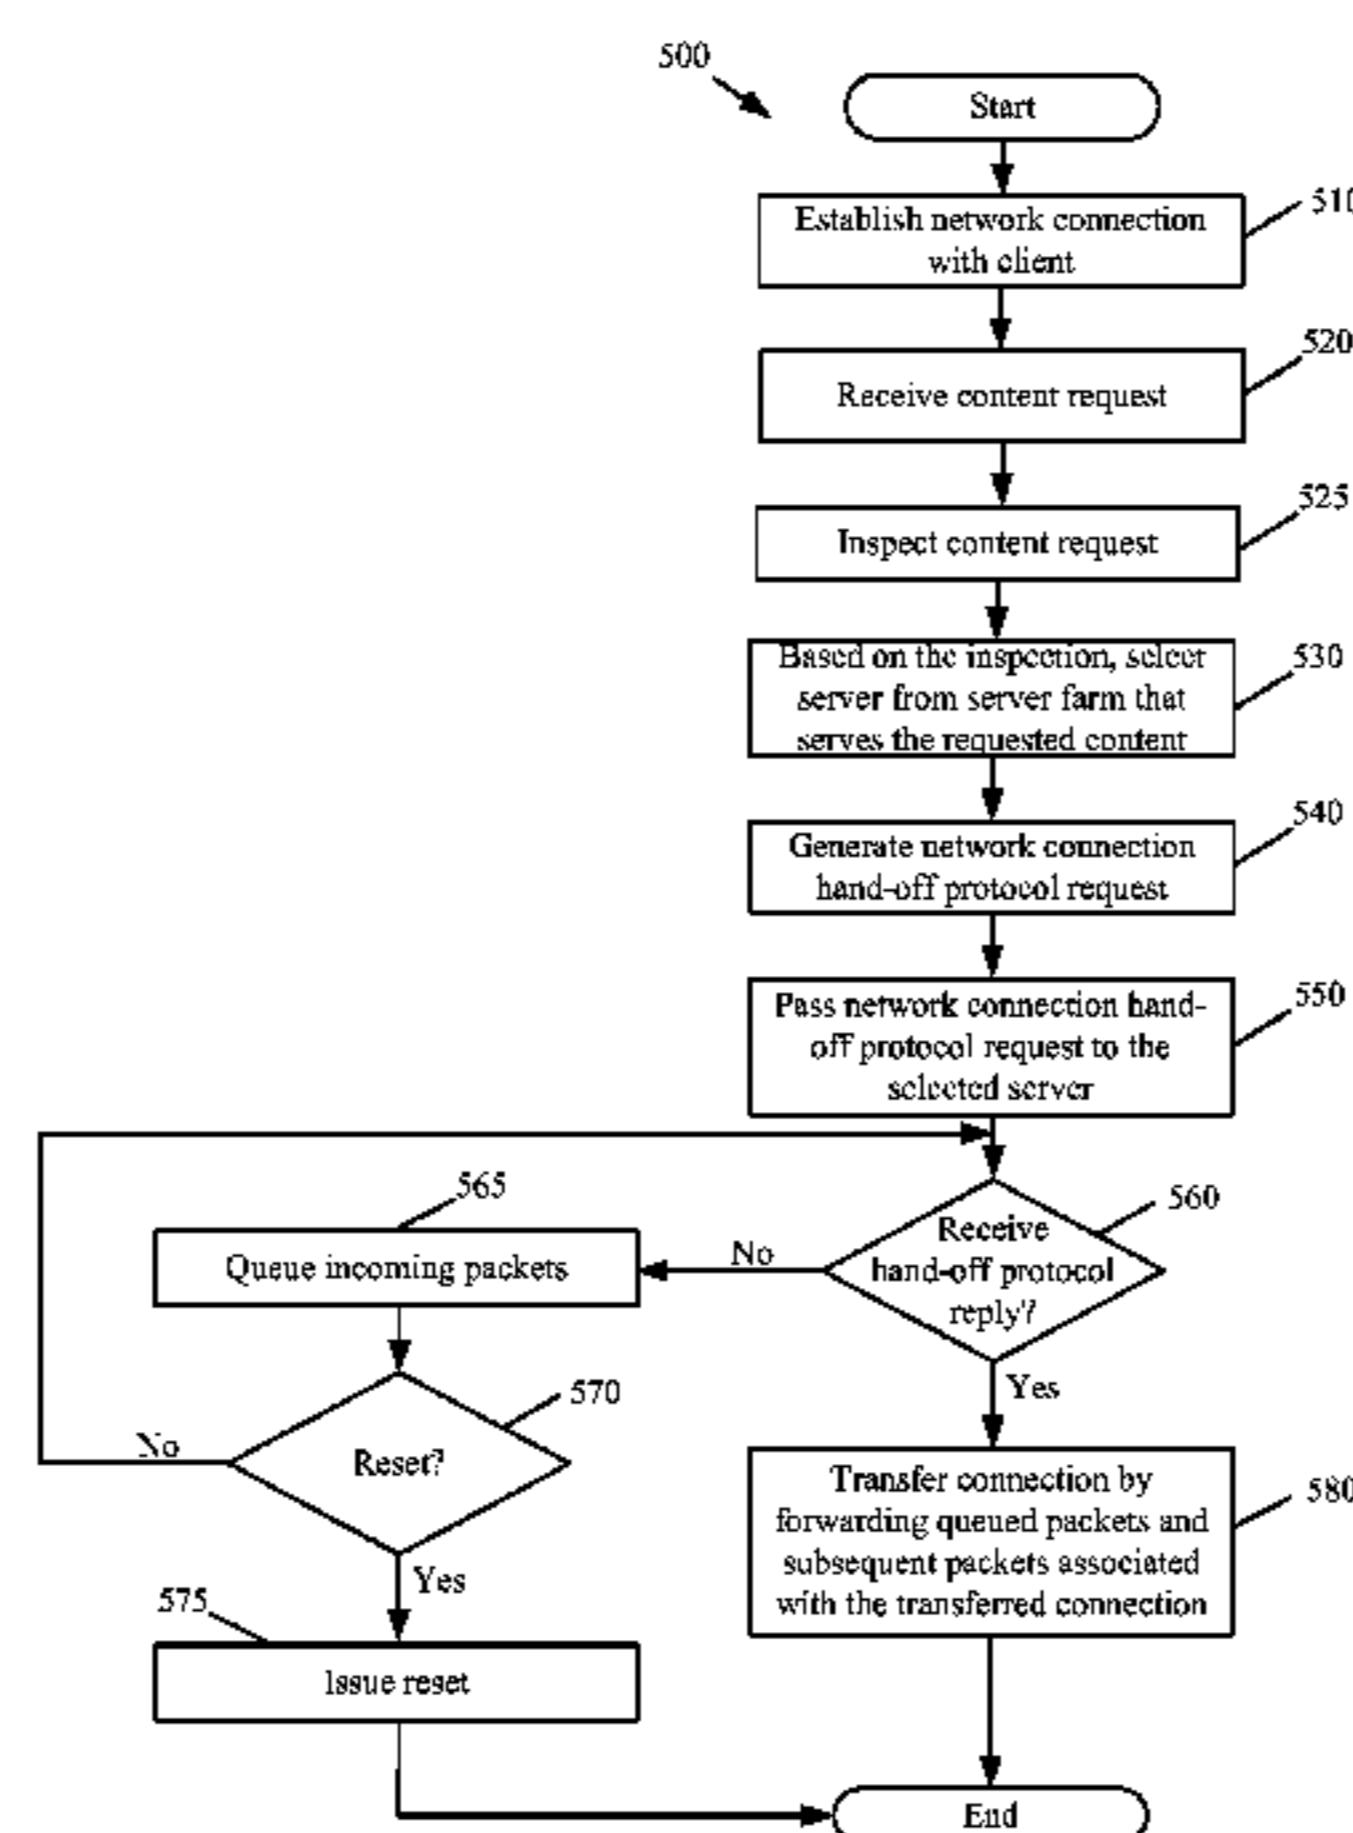 500
Start
510
Establish network connection
with client
520
Receive content request
525
Inspect content request
530
Based on the inspection, select
server from server farm that
serves the requested content
540
Generate network connection
hand-off protocol request
550
Pass network connection hand-
off protocol request to the
selected server
565
560
Queue incoming packets
No
Receive
hand-off protocol
reply?
570
Yes
No
Reset?
580
Transfer connection by
forwarding queued packets and
subsequent packets associated
with the transferred connection
Yes
575
Issue reset
End